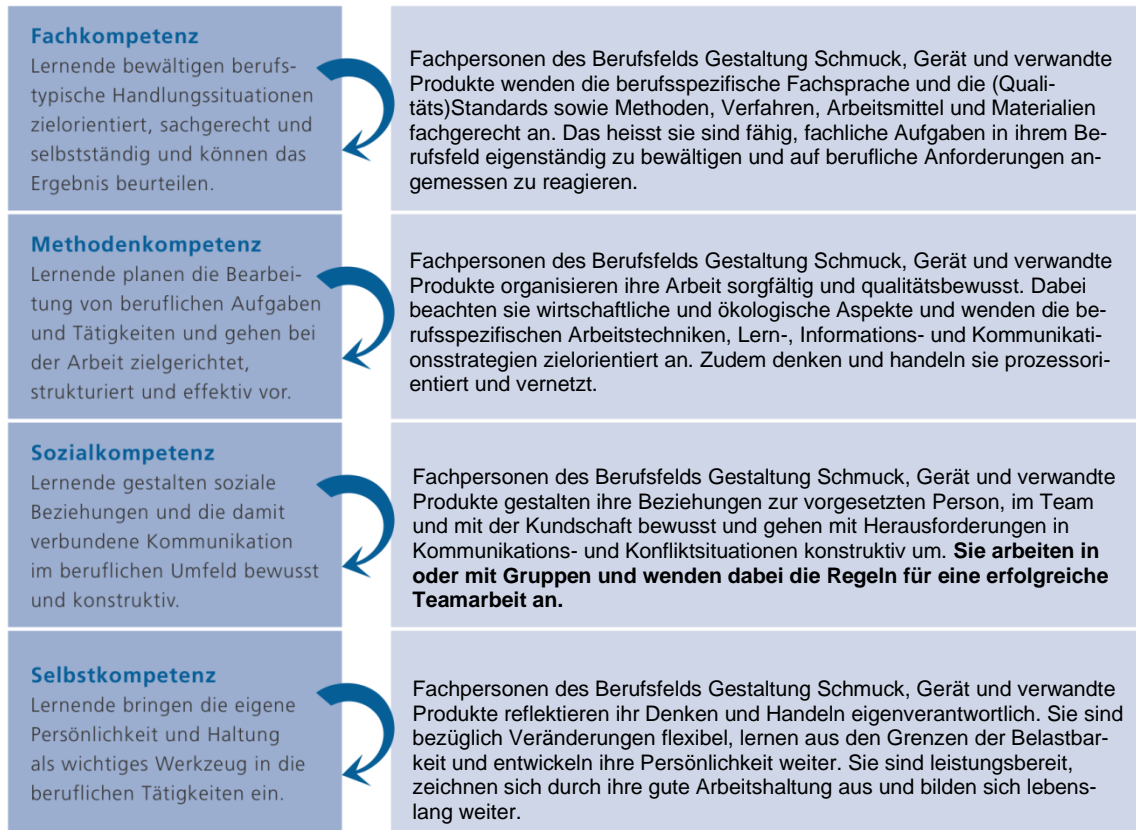 Fachkompetenz
Lernende bewältigen berufs-
typische Handlungssituationen
zielorientiert, sachgerecht und
selbstständig und können das
Ergebnis beurteilen.
Fachpersonen des Berufsfelds Gestaltung Schmuck, Gerät und verwandte
Produkte wenden die berufsspezifische Fachsprache und die (Quali-
täts)Standards sowie Methoden, Verfahren, Arbeitsmittel und Materialien
fachgerecht an. Das heisst sie sind fähig, fachliche Aufgaben in ihrem Be-
rufsfeld eigenständig zu bewältigen und auf berufliche Anforderungen an-
gemessen zu reagieren.
Methodenkompetenz
Lernende planen die Bearbei-
tung von beruflichen Aufgaben
und Tätigkeiten und gehen bei
der Arbeit zielgerichtet,
strukturiert und effektiv vor.
Fachpersonen des Berufsfelds Gestaltung Schmuck, Gerät und verwandte
Produkte organisieren ihre Arbeit sorgfältig und qualitätsbewusst. Dabei
beachten sie wirtschaftliche und ökologische Aspekte und wenden die be-
rufsspezifischen Arbeitstechniken, Lern-, Informations- und Kommunikati-
onsstrategien zielorientiert an. Zudem denken und handeln sie prozessori-
entiert und vernetzt.
Sozialkompetenz
Lernende gestalten soziale
Beziehungen und die damit
verbundene Kommunikation
im beruflichen Umfeld bewusst
und konstruktiv.
Fachpersonen des Berufsfelds Gestaltung Schmuck, Gerät und verwandte
Produkte gestalten ihre Beziehungen zur vorgesetzten Person, im Team
und mit der Kundschaft bewusst und gehen mit Herausforderungen in
Kommunikations- und Konfliktsituationen konstruktiv um. Sie arbeiten in
oder mit Gruppen und wenden dabei die Regeln für eine erfolgreiche
Teamarbeit an.
Selbstkompetenz
Lernende bringen die eigene
Persönlichkeit und Haltung
als wichtiges Werkzeug in die
beruflichen Tätigkeiten ein.
Fachpersonen des Berufsfelds Gestaltung Schmuck, Gerät und verwandte
Produkte reflektieren ihr Denken und Handeln eigenverantwortlich. Sie sind
bezüglich Veränderungen flexibel, lernen aus den Grenzen der Belastbar-
keit und entwickeln ihre Persönlichkeit weiter. Sie sind leistungsbereit,
zeichnen sich durch ihre gute Arbeitshaltung aus und bilden sich lebens-
lang weiter.